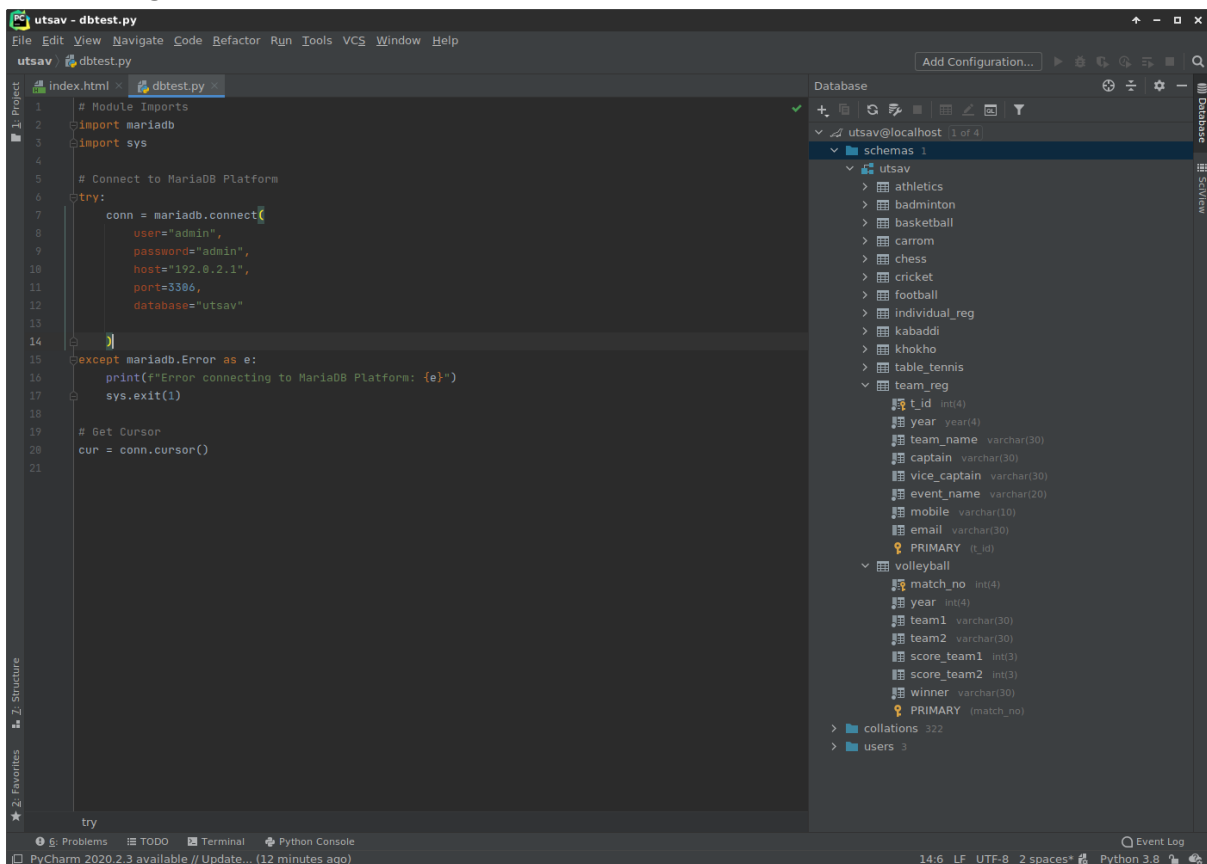 utsav - dbtest.py
File Edit View Navigate Code Refactor Run Tools VCS Window Help
utsav dbtest.py
Add Configuration...
index.html
dbtest.py
1 # Module Imports
2 import mariadb
3 import sys
4
5 # Connect to MariaDB Platform
6 try:
7 conn = mariadb.connect(
8 user="admin",
9 password="admin",
10 host="192.0.2.1",
11 port=3306,
12 database="utsav"
13
14 )
15 except mariadb.Error as e:
16 print(f"Error connecting to MariaDB Platform: {e}")
17 sys.exit(1)
18
19 # Get Cursor
20 cur = conn.cursor()
21
try
Database
utsav@localhost 1 of 4
schemas 1
utsav
athletics
badminton
basketball
carrom
chess
cricket
football
individual_reg
kabaddi
khokho
table_tennis
team_reg
t_id int(4)
year year(4)
team_name varchar(30)
captain varchar(30)
vice_captain varchar(30)
event_name varchar(20)
mobile varchar(10)
email varchar(30)
PRIMARY (t_id)
volleyball
match_no int(4)
year int(4)
team1 varchar(30)
team2 varchar(30)
score_team1 int(3)
score_team2 int(3)
winner varchar(30)
PRIMARY (match_no)
collations 322
users 3
1: Project
7: Structure
2: Favorites
Database
SciView
6: Problems TODO Terminal Python Console
Event Log
PyCharm 2020.2.3 available // Update... (12 minutes ago)
14:6 LF UTF-8 2 spaces* Python 3.8